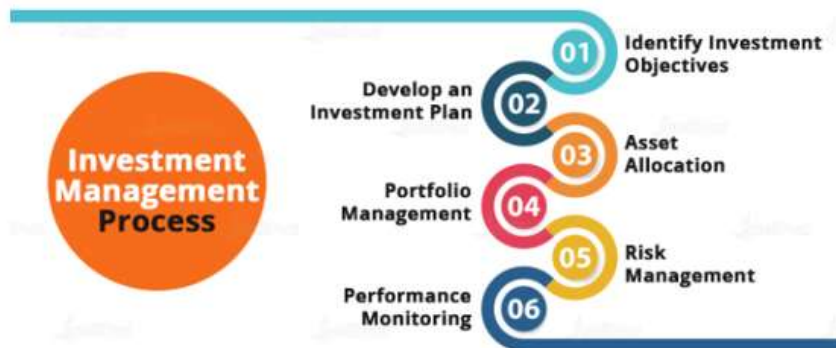 Investment
Management
Process
01
Identify Investment
Objectives
Develop an
Investment Plan
02
03
Asset
Allocation
Portfolio
Management
04
05
Risk
Management
Performance
Monitoring
06